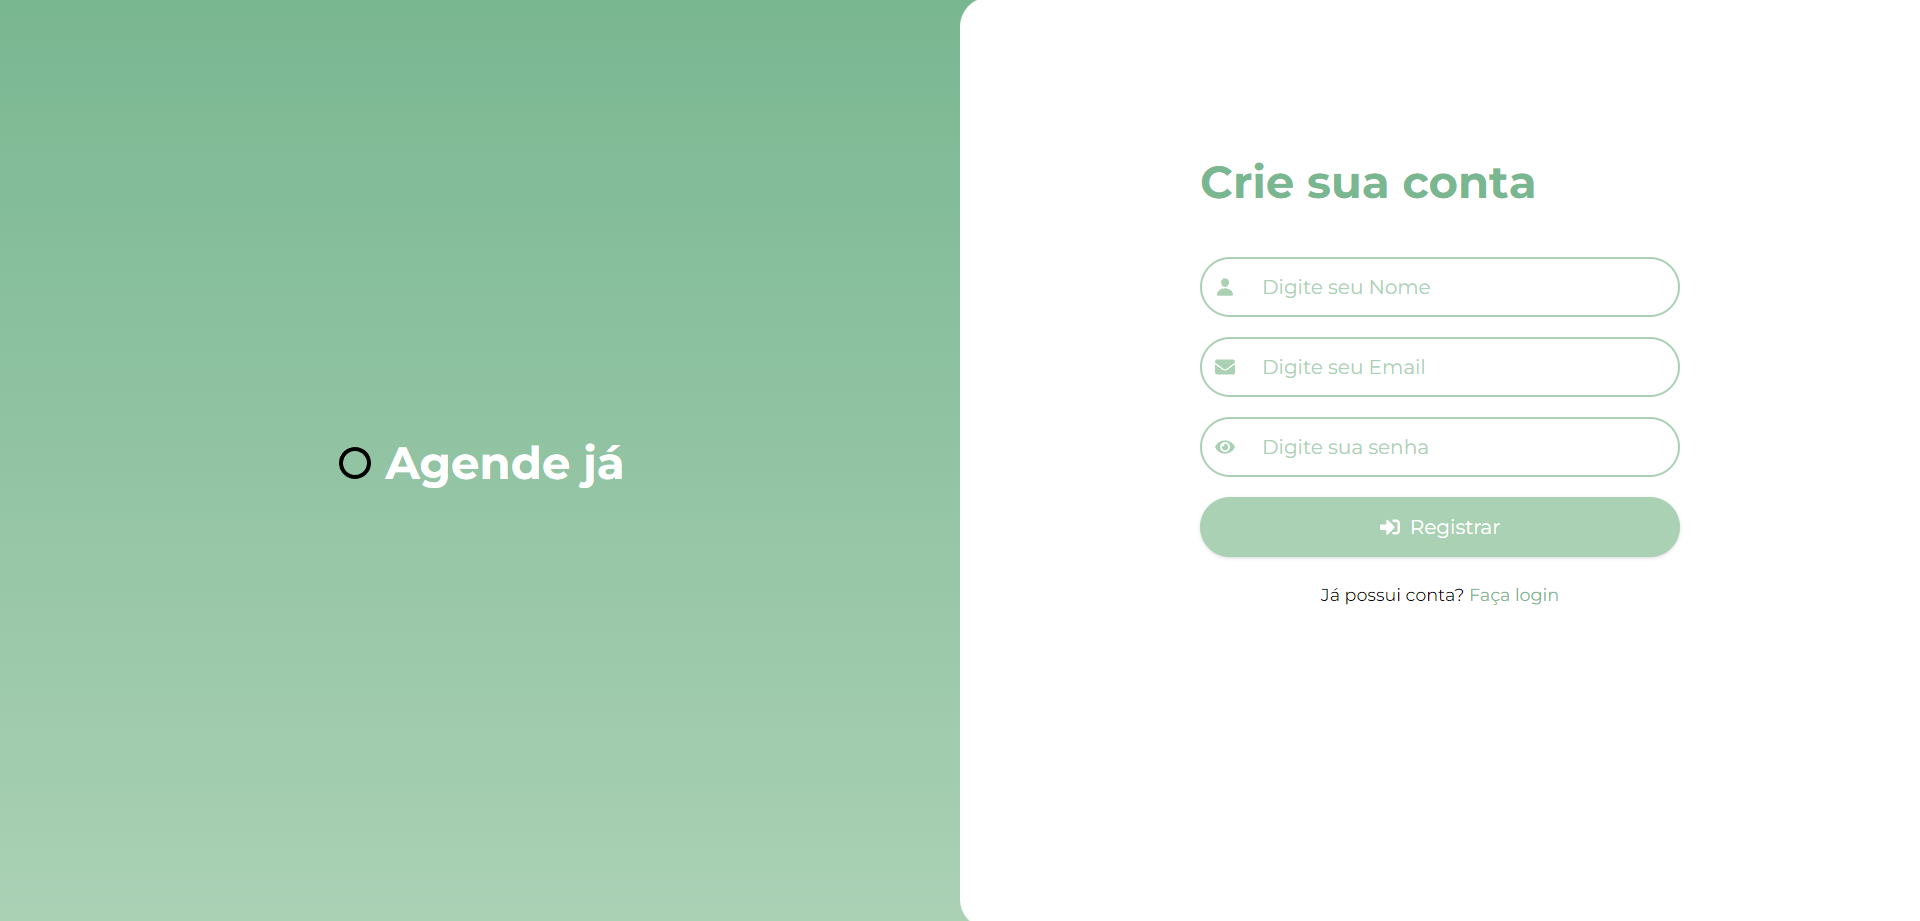 Agende já
Crie sua conta
Digite seu Nome
Digite seu Email
Digite sua senha
Registrar
Já possui conta? Faça login